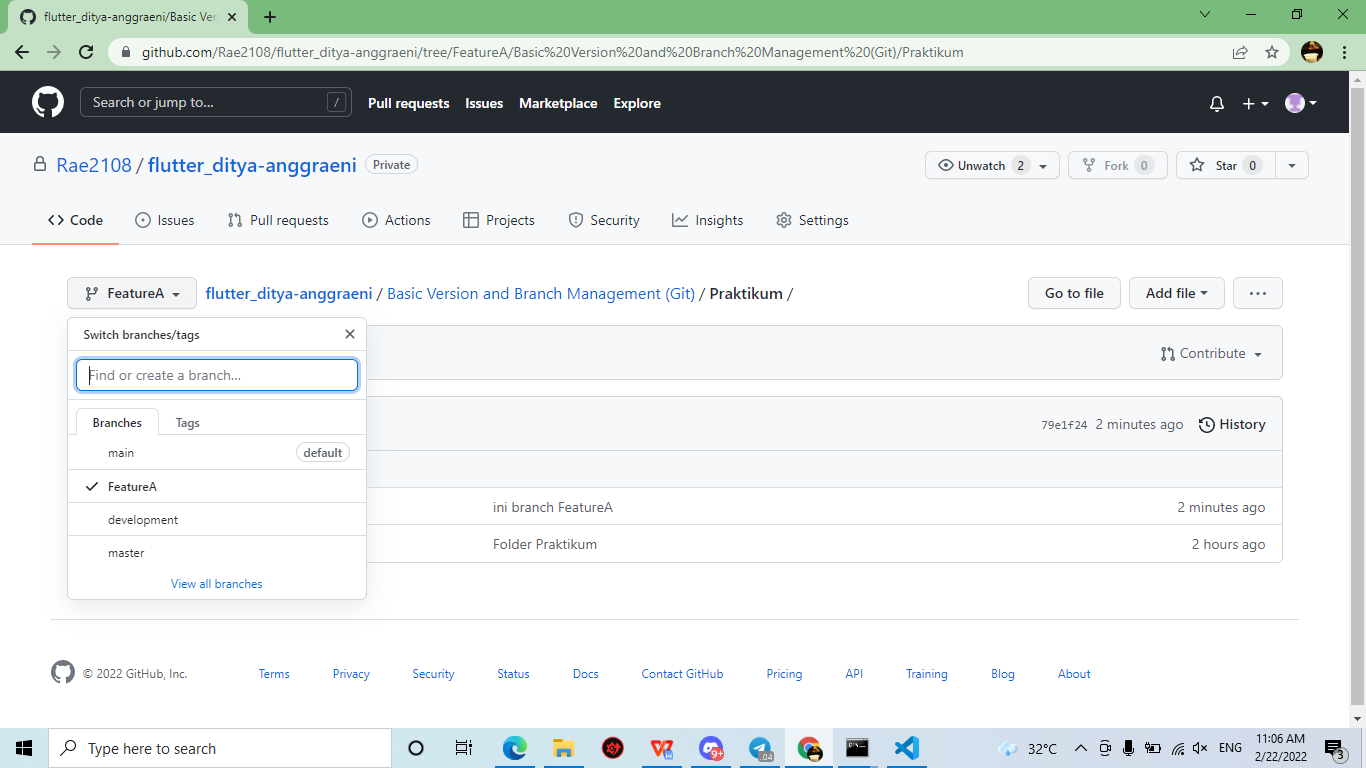 flutter_ditya-anggraeni/Basic Ver
github.com/Rae2108/flutter_ditya-anggraeni/tree/FeatureA/Basic%20Version%20and%20Branch%20Management%20(Git)/Praktikum
Search or jump to... / Pull requests Issues Marketplace Explore
Rae2108 / flutter_ditya-anggraeni Private Unwatch 2 Fork 0 Star 0
Code Issues Pull requests Actions Projects Security Insights Settings
FeatureA flutter_ditya-anggraeni / Basic Version and Branch Management (Git) / Praktikum / Go to file Add file ...
Switch branches/tags
Contribute
Find or create a branch...
Branches Tags
79e1f24 2 minutes ago History
main default
FeatureA
ini branch FeatureA 2 minutes ago
development
Folder Praktikum 2 hours ago
master
View all branches
© 2022 GitHub, Inc. Terms Privacy Security Status Docs Contact GitHub Pricing API Training Blog About
Type here to search 9+ .04 32°C ENG 11:06 AM
2/22/2022 3